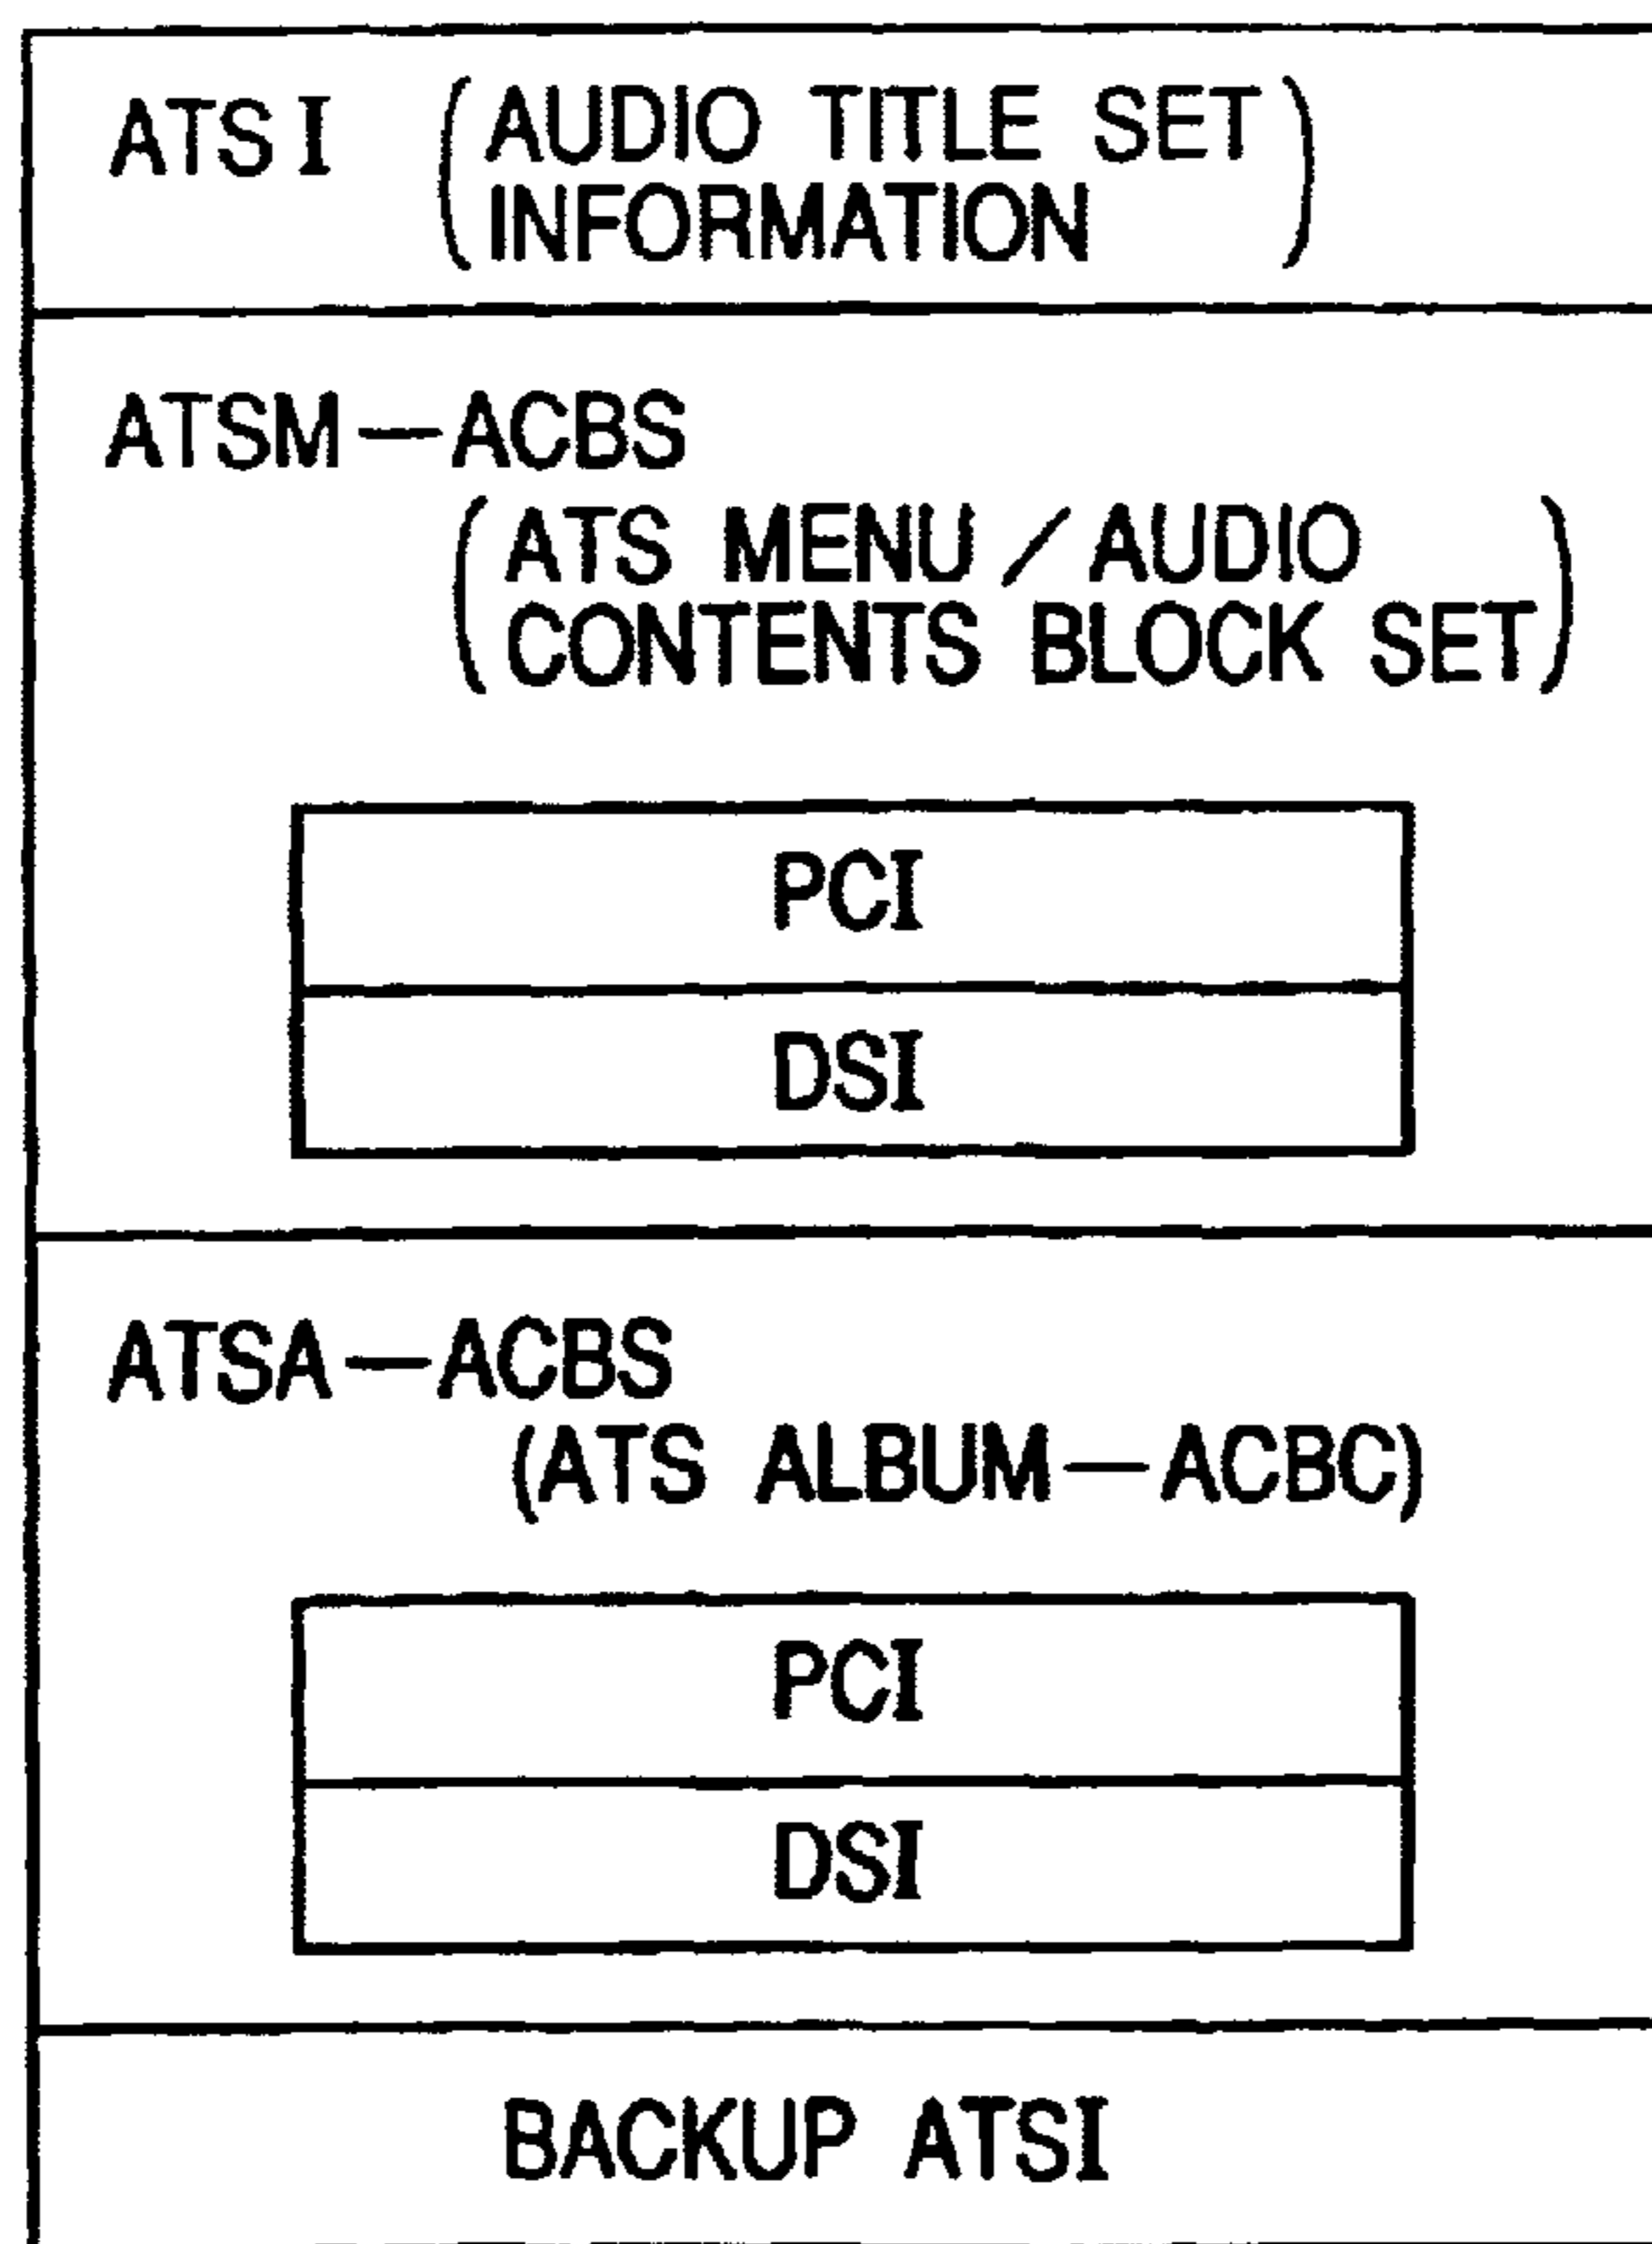 ATSI (AUDIO TITLE SET
INFORMATION)
ATSM—ACBS
(ATS MENU/AUDIO
CONTENTS BLOCK SET)
PCI
DSI
ATSA—ACBS
(ATS ALBUM—ACBC)
PCI
DSI
BACKUP ATSI